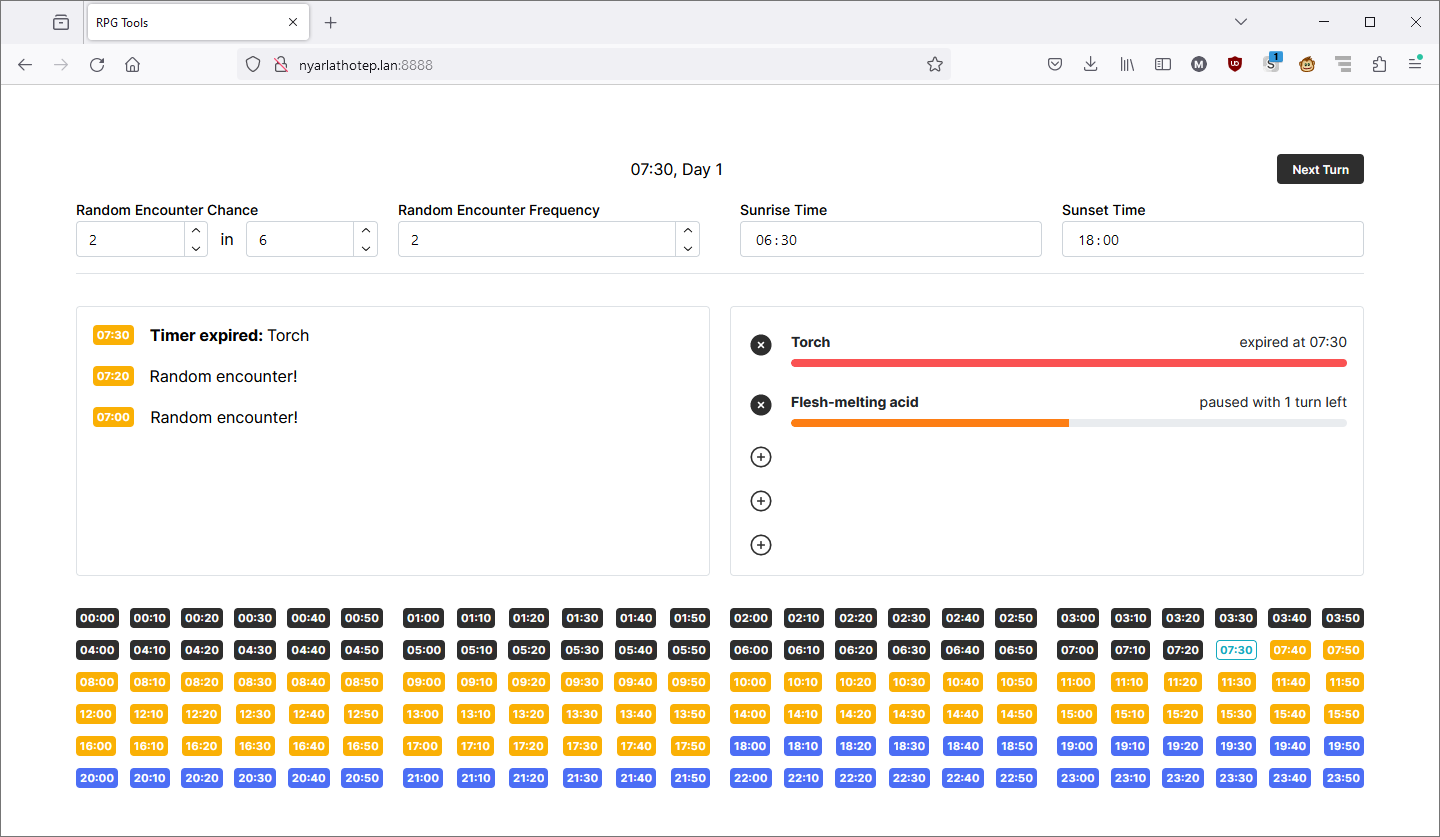 RPG Tools
nyarlathotep.lan:8888
M
UD
S 1
07:30, Day 1
Next Turn
Random Encounter Chance
Random Encounter Frequency
Sunrise Time
Sunset Time
2 in 6
2
06:30
18:00
07:30 Timer expired: Torch
07:20 Random encounter!
07:00 Random encounter!
Torch expired at 07:30
Flesh-melting acid paused with 1 turn left
00:00 00:10 00:20 00:30 00:40 00:50 01:00 01:10 01:20 01:30 01:40 01:50 02:00 02:10 02:20 02:30 02:40 02:50 03:00 03:10 03:20 03:30 03:40 03:50
04:00 04:10 04:20 04:30 04:40 04:50 05:00 05:10 05:20 05:30 05:40 05:50 06:00 06:10 06:20 06:30 06:40 06:50 07:00 07:10 07:20 07:30 07:40 07:50
08:00 08:10 08:20 08:30 08:40 08:50 09:00 09:10 09:20 09:30 09:40 09:50 10:00 10:10 10:20 10:30 10:40 10:50 11:00 11:10 11:20 11:30 11:40 11:50
12:00 12:10 12:20 12:30 12:40 12:50 13:00 13:10 13:20 13:30 13:40 13:50 14:00 14:10 14:20 14:30 14:40 14:50 15:00 15:10 15:20 15:30 15:40 15:50
16:00 16:10 16:20 16:30 16:40 16:50 17:00 17:10 17:20 17:30 17:40 17:50 18:00 18:10 18:20 18:30 18:40 18:50 19:00 19:10 19:20 19:30 19:40 19:50
20:00 20:10 20:20 20:30 20:40 20:50 21:00 21:10 21:20 21:30 21:40 21:50 22:00 22:10 22:20 22:30 22:40 22:50 23:00 23:10 23:20 23:30 23:40 23:50